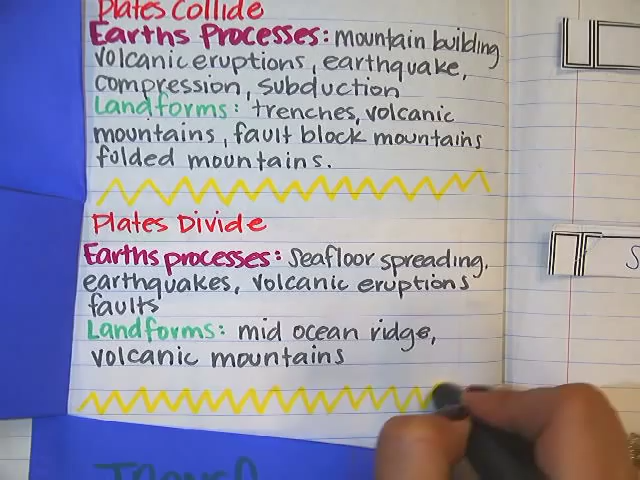 Plates Collide
Earths Processes: mountain building
volcanic eruptions, earthquake,
compression, subduction
Landforms: trenches, volcanic
mountains, fault block mountains
folded mountains.
Plates Divide
Earths processes: Seafloor spreading.
earthquakes, volcanic eruptions
faults
Landforms: mid ocean ridge,
volcanic mountains
S